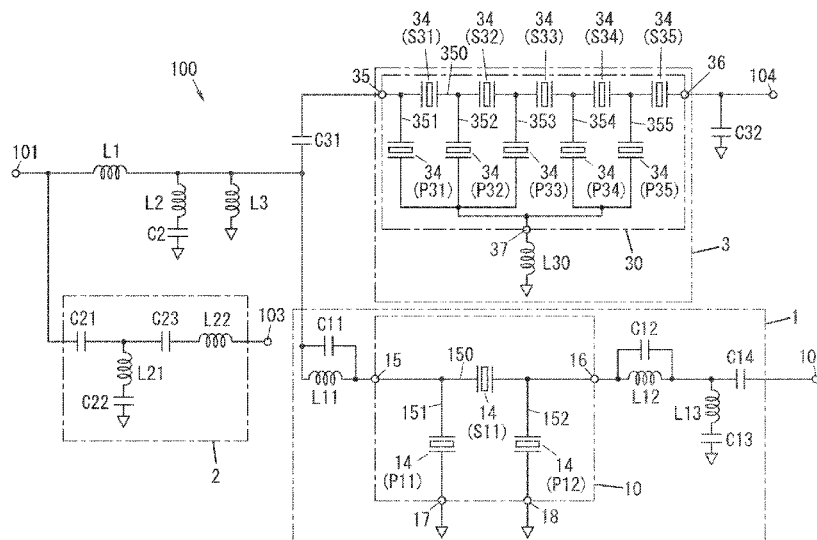 34 34 34 34 34
(S31) (S32) (S33) (S34) (S35)
350
100
35 36 104
351 352 353 354 355
C31 C32
101 L1
34 34 34 34 34
(P31) (P32) (P33) (P34) (P35)
L2 L3
C2
37
L30 30 3
C21 C23 L22 103
L21
C22
2
C11 L11
15 150 16
14
(S11)
151 152
14
(P11)
14
(P12)
17 18
10
C12 L12 C14 10
L13
C13
1